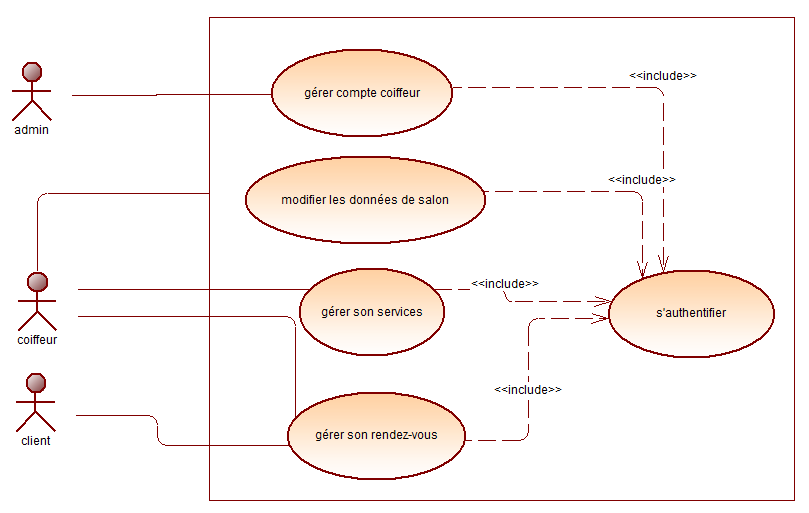 <<include>>
gérer compte coiffeur
admin
<<include>>
modifier les données de salon
<<include>>
gérer son services
s'authentifier
coiffeur
<<include>>
gérer son rendez-vous
client